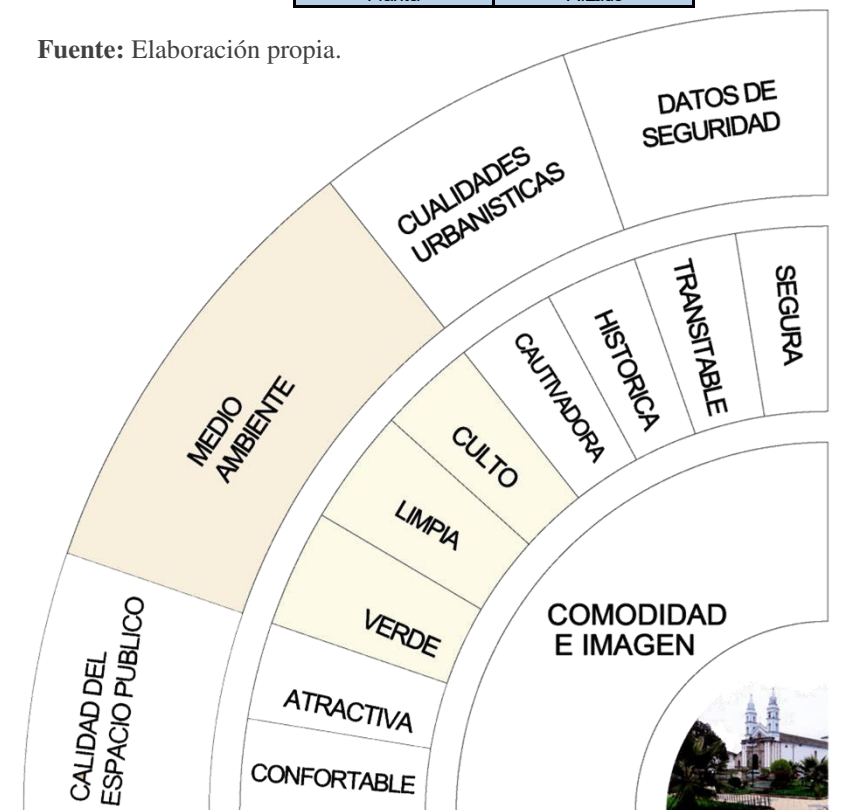 Fuente: Elaboración propia.
DATOS DE
SEGURIDAD
CUALIDADES
URBANISTICAS
MEDIO
AMBIENTE
CALIDAD DEL
ESPACIO PUBLICO
SEGURA
TRANSITABLE
HISTORICA
CAUTIVADORA
CULTO
LIMPIA
VERDE
ATRACTIVA
CONFORTABLE
COMODIDAD
E IMAGEN